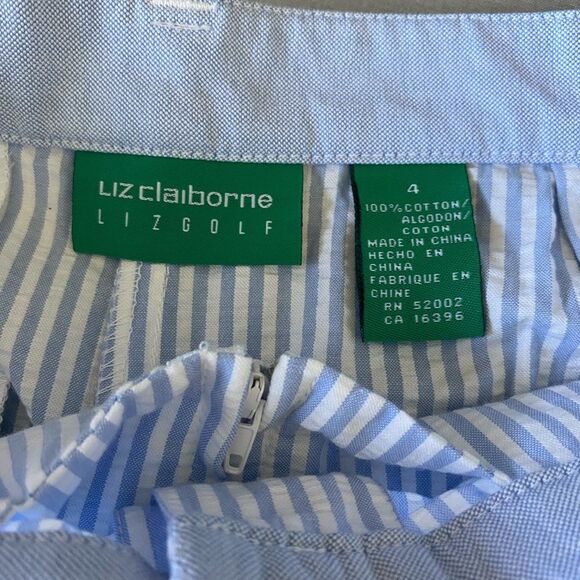 Liz claiborne
LIZGOLF
4
100% COTTON/
ALGODON/
COTON
MADE IN CHINA
HECHO EN
CHINA
FABRIQUE EN
CHINE
RN 52002
CA 16396